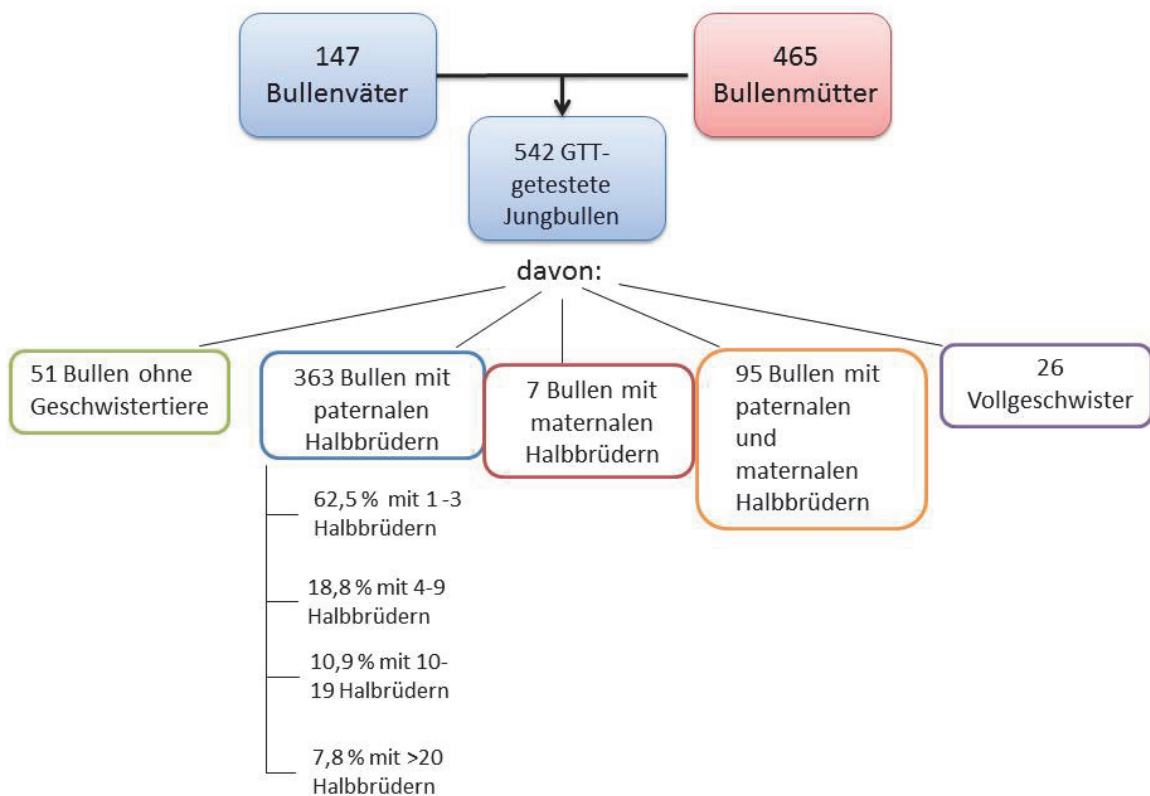 147
Bullenväter
465
Bullenmütter
542 GTT-
getestete
Jungbullen
davon:
51 Bullen ohne
Geschwistertiere
363 Bullen mit
paternalen
Halbbrüdern
7 Bullen mit
maternalen
Halbbrüdern
95 Bullen mit
paternalen
und
maternalen
Halbbrüdern
26
Vollgeschwister
62,5 % mit 1 -3
Halbbrüdern
18,8 % mit 4-9
Halbbrüdern
10,9 % mit 10-
19 Halbrüdern
7,8 % mit >20
Halbbrüdern